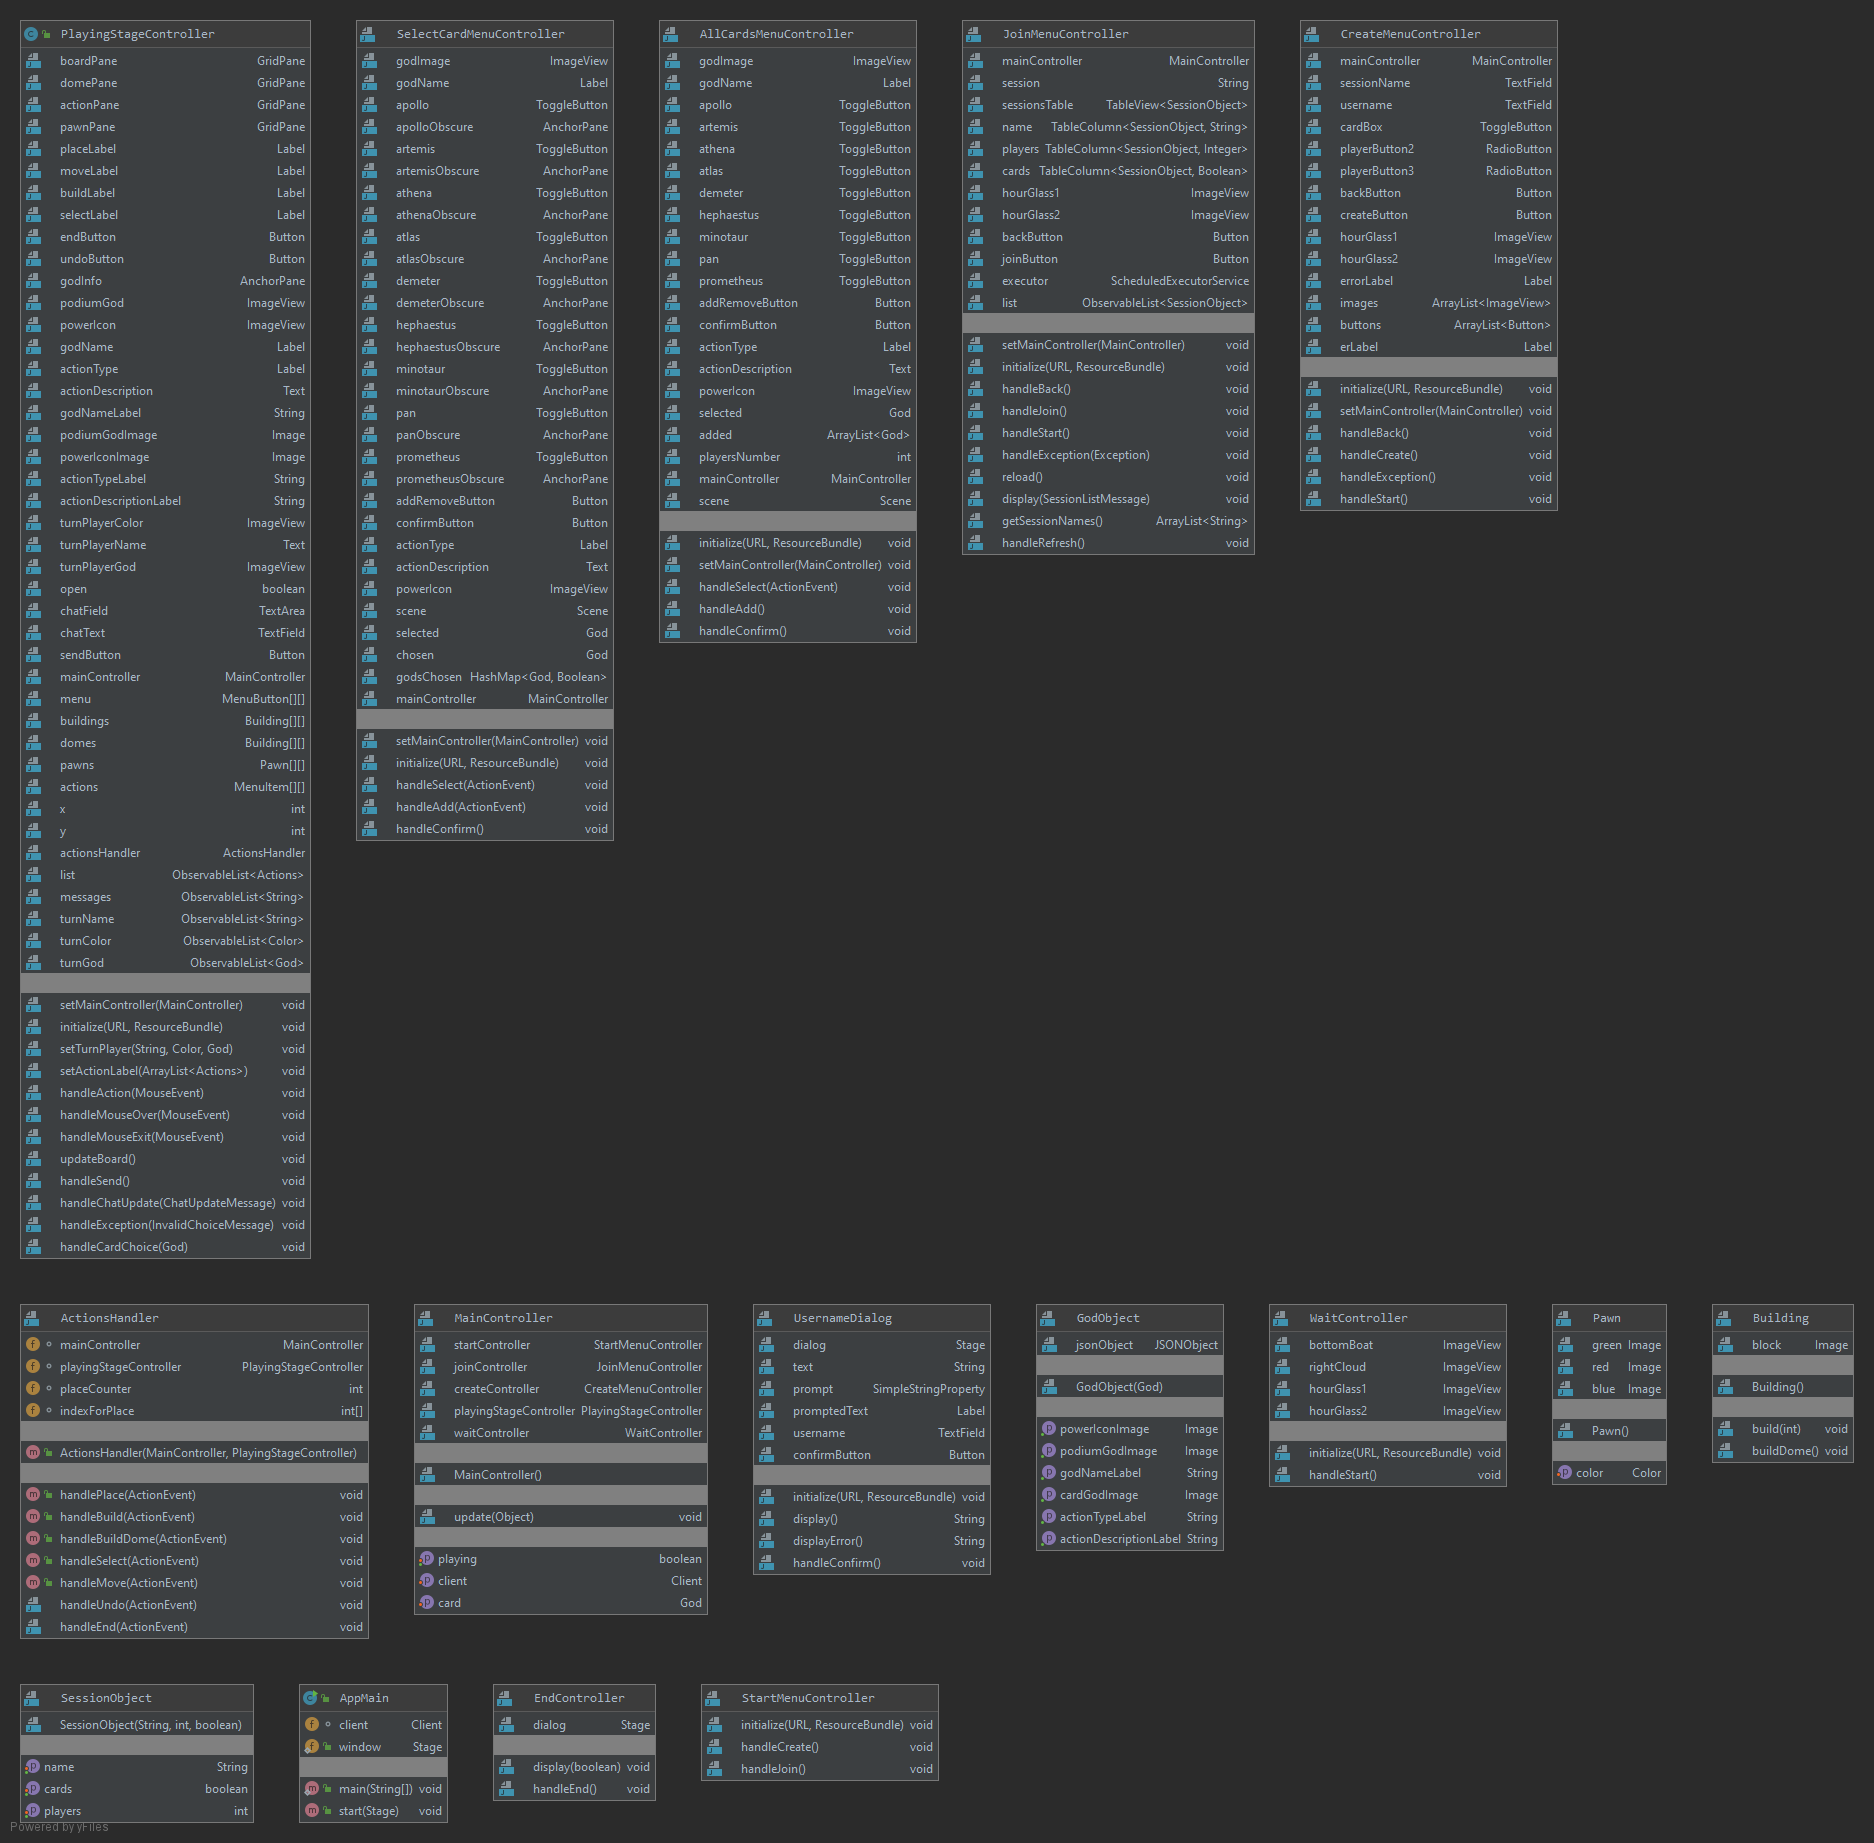 PlayingStageController
boardPane GridPane
domePane GridPane
actionPane GridPane
pawnPane GridPane
placeLabel Label
moveLabel Label
buildLabel Label
selectLabel Label
endButton Button
undoButton Button
godInfo AnchorPane
podiumGod ImageView
powerIcon ImageView
godName Label
actionType Label
actionDescription Text
godNameLabel String
podiumGodImage Image
powerIconImage Image
actionTypeLabel String
actionDescriptionLabel String
turnPlayerColor ImageView
turnPlayerName Text
turnPlayerGod ImageView
open boolean
chatField TextArea
chatText TextField
sendButton Button
mainController MainController
menu MenuButton[][]
buildings Building[][]
domes Building[][]
pawns Pawn[][]
actions MenuItem[][]
x int
y int
actionsHandler ActionsHandler
list ObservableList<Actions>
messages ObservableList<String>
turnName ObservableList<String>
turnColor ObservableList<Color>
turnGod ObservableList<God>
setMainController(MainController) void
initialize(URL, ResourceBundle) void
setTurnPlayer(String, Color, God) void
setActionLabel(ArrayList<Actions>) void
handleAction(MouseEvent) void
handleMouseOver(MouseEvent) void
handleMouseExit(MouseEvent) void
updateBoard() void
handleSend() void
handleChatUpdate(ChatUpdateMessage) void
handleException(InvalidChoiceMessage) void
handleCardChoice(God) void
SelectCardMenuController
godImage ImageView
godName Label
apollo ToggleButton
apolloObscure AnchorPane
artemis ToggleButton
artemisObscure AnchorPane
athena ToggleButton
athenaObscure AnchorPane
atlas ToggleButton
atlasObscure AnchorPane
demeter ToggleButton
demeterObscure AnchorPane
hephaestus ToggleButton
hephaestusObscure AnchorPane
minotaur ToggleButton
minotaurObscure AnchorPane
pan ToggleButton
panObscure AnchorPane
prometheus ToggleButton
prometheusObscure AnchorPane
addRemoveButton Button
confirmButton Button
actionType Label
actionDescription Text
powerIcon ImageView
scene Scene
selected God
chosen God
godsChosen HashMap<God, Boolean>
mainController MainController
setMainController(MainController) void
initialize(URL, ResourceBundle) void
handleSelect(ActionEvent) void
handleAdd(ActionEvent) void
handleConfirm() void
AllCardsMenuController
godImage ImageView
godName Label
apollo ToggleButton
artemis ToggleButton
athena ToggleButton
atlas ToggleButton
demeter ToggleButton
hephaestus ToggleButton
minotaur ToggleButton
pan ToggleButton
prometheus ToggleButton
addRemoveButton Button
confirmButton Button
actionType Label
actionDescription Text
powerIcon ImageView
selected God
added ArrayList<God>
playersNumber int
mainController MainController
scene Scene
initialize(URL, ResourceBundle) void
setMainController(MainController) void
handleSelect(ActionEvent) void
handleAdd() void
handleConfirm() void
JoinMenuController
mainController MainController
session String
sessionsTable TableView<SessionObject>
name TableColumn<SessionObject, String>
players TableColumn<SessionObject, Integer>
cards TableColumn<SessionObject, Boolean>
hourGlass1 ImageView
hourGlass2 ImageView
backButton Button
joinButton Button
executor ScheduledExecutorService
list ObservableList<SessionObject>
setMainController(MainController) void
initialize(URL, ResourceBundle) void
handleBack() void
handleJoin() void
handleStart() void
handleException(Exception) void
reload() void
display(SessionListMessage) void
getSessionNames() ArrayList<String>
handleRefresh() void
CreateMenuController
mainController MainController
sessionName TextField
username TextField
cardBox ToggleButton
playerButton2 RadioButton
playerButton3 RadioButton
backButton Button
createButton Button
hourGlass1 ImageView
hourGlass2 ImageView
errorLabel Label
images ArrayList<ImageView>
buttons ArrayList<Button>
erLabel Label
initialize(URL, ResourceBundle) void
setMainController(MainController) void
handleBack() void
handleCreate() void
handleException() void
handleStart() void
ActionsHandler
mainController MainController
playingStageController PlayingStageController
placeCounter int
indexForPlace int[]
ActionsHandler(MainController, PlayingStageController)
handlePlace(ActionEvent) void
handleBuild(ActionEvent) void
handleBuildDome(ActionEvent) void
handleSelect(ActionEvent) void
handleMove(ActionEvent) void
handleUndo(ActionEvent) void
handleEnd(ActionEvent) void
MainController
startController StartMenuController
joinController JoinMenuController
createController CreateMenuController
playingStageController PlayingStageController
waitController WaitController
MainController()
update(Object) void
playing boolean
client Client
card God
UsernameDialog
dialog Stage
text String
prompt SimpleStringProperty
promptedText Label
username TextField
confirmButton Button
initialize(URL, ResourceBundle) void
display() String
displayError() String
handleConfirm() void
GodObject
jsonObject JSONObject
GodObject(God)
powerIconImage Image
podiumGodImage Image
godNameLabel String
cardGodImage Image
actionTypeLabel String
actionDescriptionLabel String
WaitController
bottomBoat ImageView
rightCloud ImageView
hourGlass1 ImageView
hourGlass2 ImageView
initialize(URL, ResourceBundle) void
handleStart() void
Pawn
green Image
red Image
blue Image
Pawn()
color Color
Building
block Image
Building()
build(int) void
buildDome() void
SessionObject
SessionObject(String, int, boolean)
name String
cards boolean
players int
AppMain
client Client
window Stage
main(String[]) void
start(Stage) void
EndController
dialog Stage
display(boolean) void
handleEnd() void
StartMenuController
initialize(URL, ResourceBundle) void
handleCreate() void
handleJoin() void
Powered by yFiles